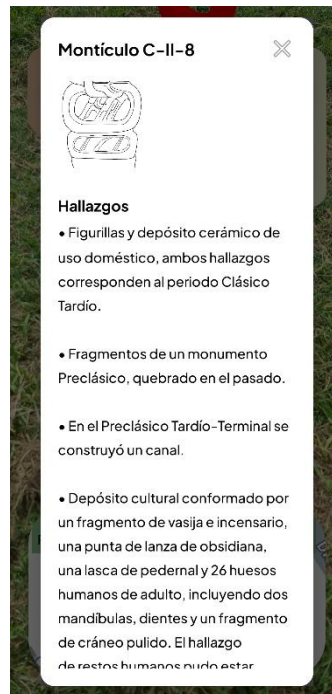 Montículo C-II-8
Hallazgos
• Figurillas y depósito cerámico de
uso doméstico, ambos hallazgos
corresponden al periodo Clásico
Tardío.
• Fragmentos de un monumento
Preclásico, quebrado en el pasado.
• En el Preclásico Tardío-Terminal se
construyó un canal.
• Depósito cultural conformado por
un fragmento de vasija e incensario,
una punta de lanza de obsidiana,
una lasca de pedernal y 26 huesos
humanos de adulto, incluyendo dos
mandíbulas, dientes y un fragmento
de cráneo pulido. El hallazgo
de restos humanos pudo estar